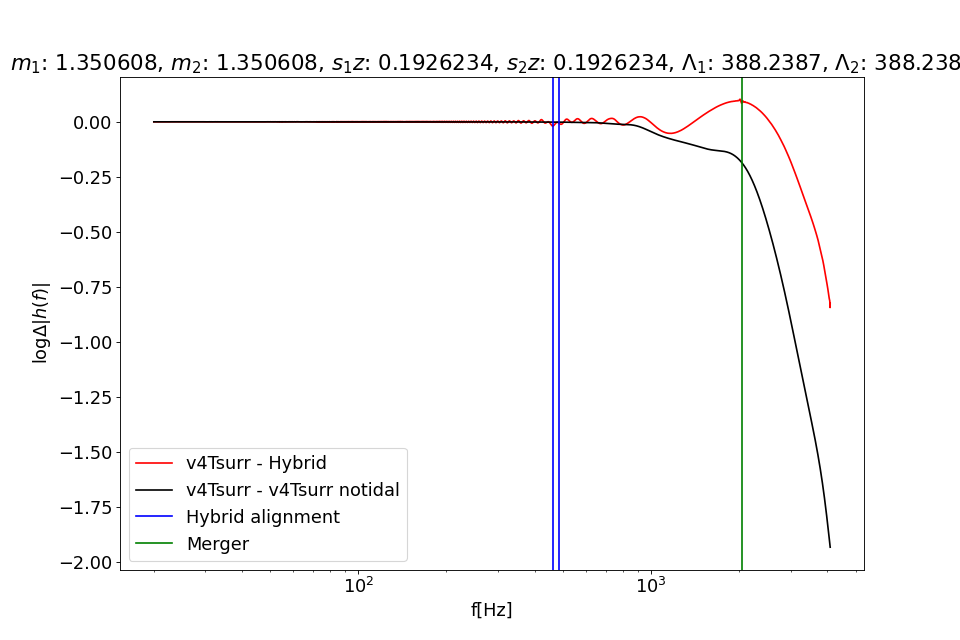 m₁: 1.350608, m₂: 1.350608, s₁z: 0.1926234, s₂z: 0.1926234, Λ₁: 388.2387, Λ₂: 388.238
0.00
−0.25
−0.50
−0.75
−1.00
−1.25
−1.50
−1.75
−2.00
logΔ|h(f)|
v4Tsurr - Hybrid
v4Tsurr - v4Tsurr notidal
Hybrid alignment
Merger
10² 10³
f[Hz]